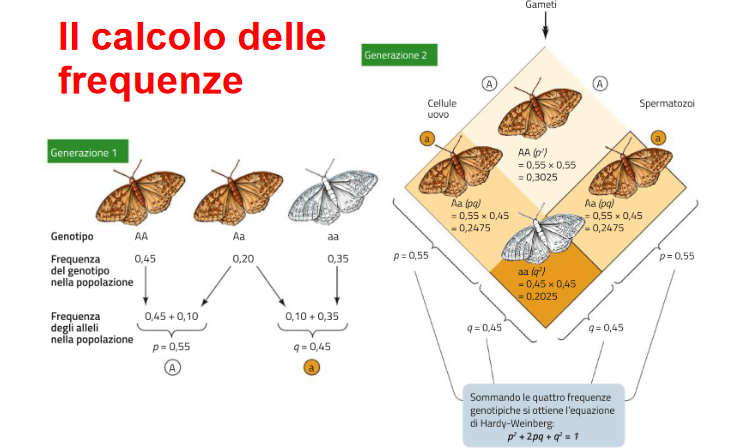 Il calcolo delle
frequenze
Generazione 1
Genotipo AA Aa aa
Frequenza
del genotipo
nella popolazione
0,45 0,20 0,35
Frequenza
degli alleli
nella popolazione
0,45 + 0,10 0,10 + 0,35
p = 0,55 q = 0,45
A a
Gameti
Generazione 2
A A
Cellule
uovo
Spermatozoi
a a
AA (p²)
= 0,55 × 0,55
= 0,3025
Aa (pq)
= 0,55 × 0,45
= 0,2475
Aa (pq)
= 0,55 × 0,45
= 0,2475
aa (q²)
= 0,45 × 0,45
= 0,2025
p = 0,55 p = 0,55
q = 0,45 q = 0,45
Sommando le quattro frequenze
genotipiche si ottiene l'equazione
di Hardy-Weinberg:
p² + 2pq + q² = 1